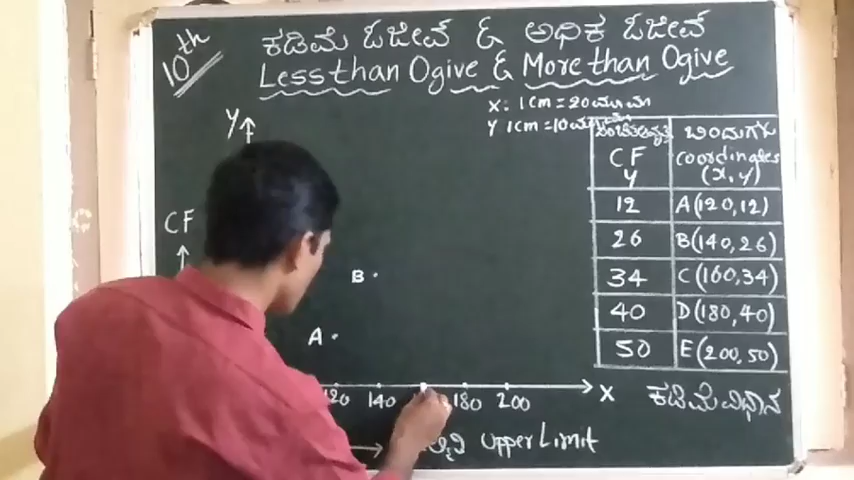 10th
ಕಡಿಮೆ ಓಜೀವ್ & ಅಧಿಕ ಓಜೀವ್
Less than Ogive & More than Ogive
X: 1cm = 20 ಮೂಮಾ
Y 1cm = 10
CF
y
ಬಿಂದುಗಳು
coordinates
(x, y)
12 A(120,12)
26 B(140,26)
34 C(160,34)
40 D(180,40)
50 E(200,50)
Y
CF
B
A
120 140 180 200 X
ಕಡಿಮೆ ವಿಧಾನ
Upper Limit